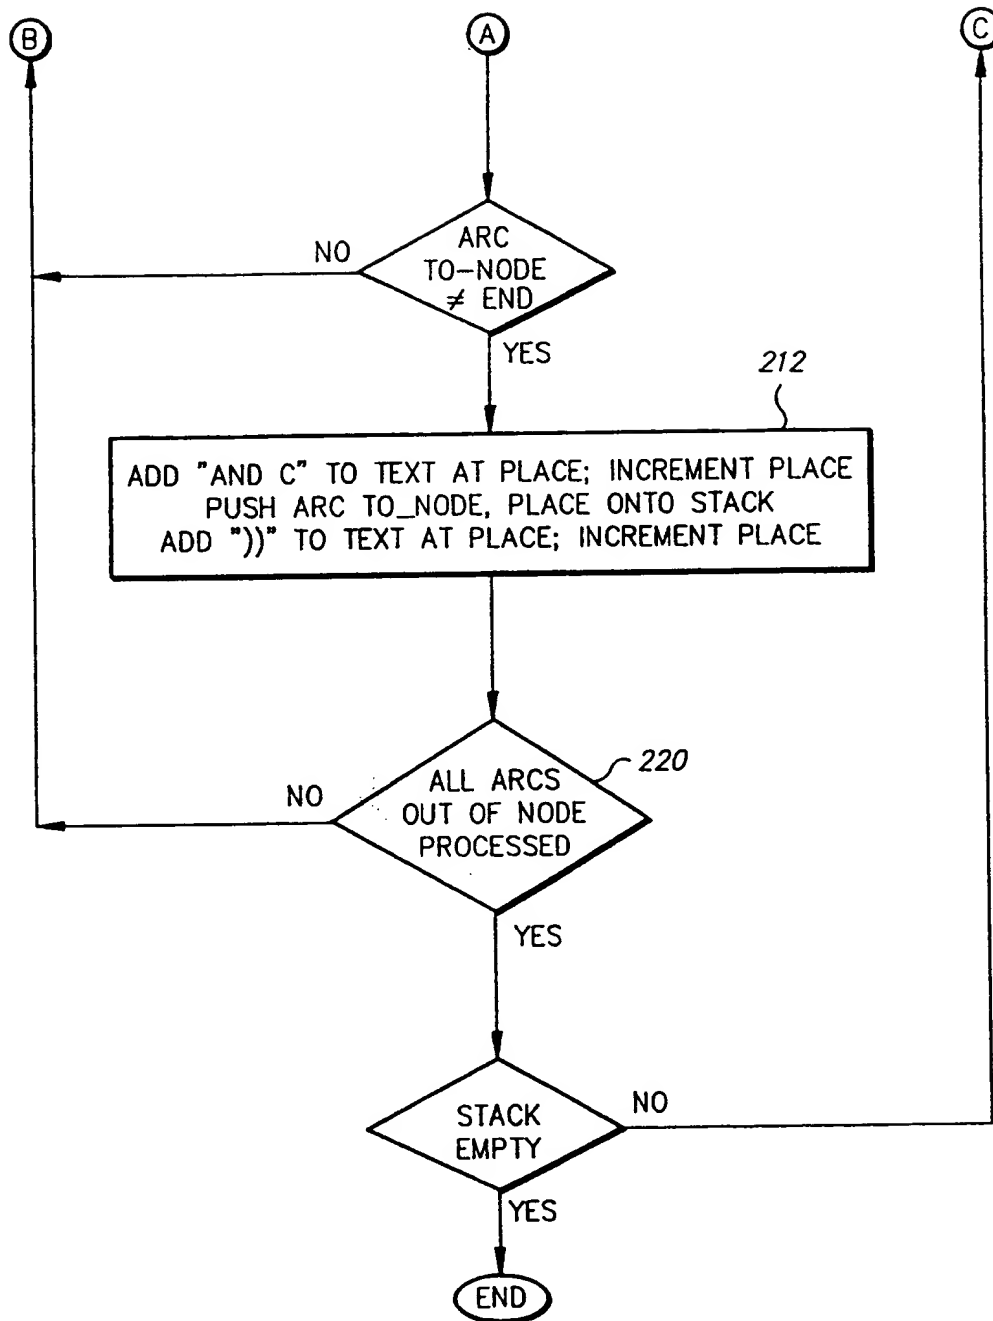 B
A
C
ARC
TO-NODE
≠ END
NO
YES
212
ADD "AND C" TO TEXT AT PLACE; INCREMENT PLACE
PUSH ARC TO_NODE, PLACE ONTO STACK
ADD "))" TO TEXT AT PLACE; INCREMENT PLACE
220
ALL ARCS
OUT OF NODE
PROCESSED
NO
YES
STACK
EMPTY
NO
YES
END